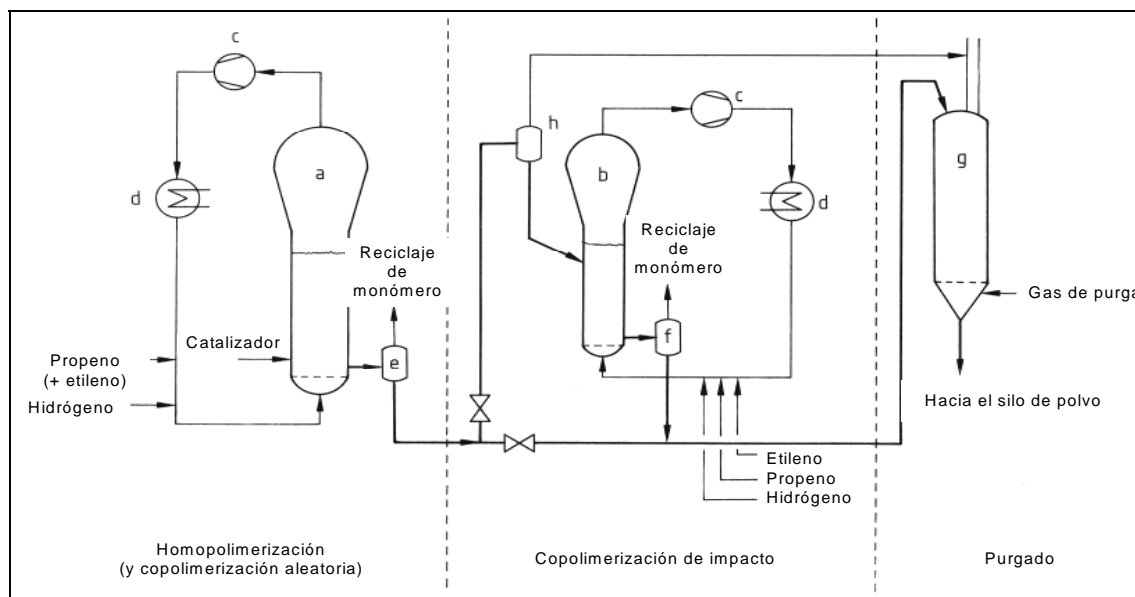 c
a
d
Reciclaje
de
monómero
Catalizador
Propeno
(+ etileno)
Hidrógeno
e
Homopolimerización
(y copolimerización aleatoria)
h
c
b
d
Reciclaje
de
monómero
f
Etileno
Propeno
Hidrógeno
Copolimerización de impacto
g
Gas de purga
Hacia el silo de polvo
Purgado